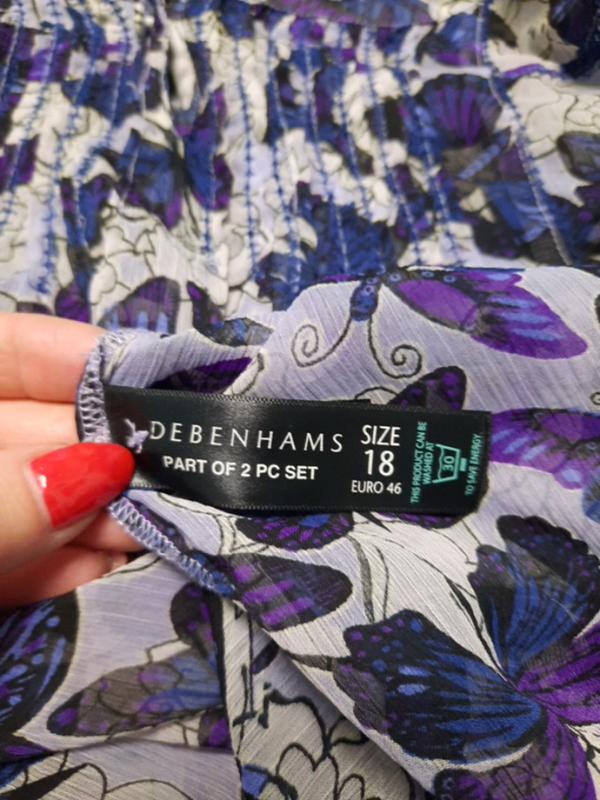 DEBENHAMS
PART OF 2 PC SET
SIZE
18
EURO 46
THIS PRODUCT CAN BE
WASHED AT
30°
TO SAVE ENERGY